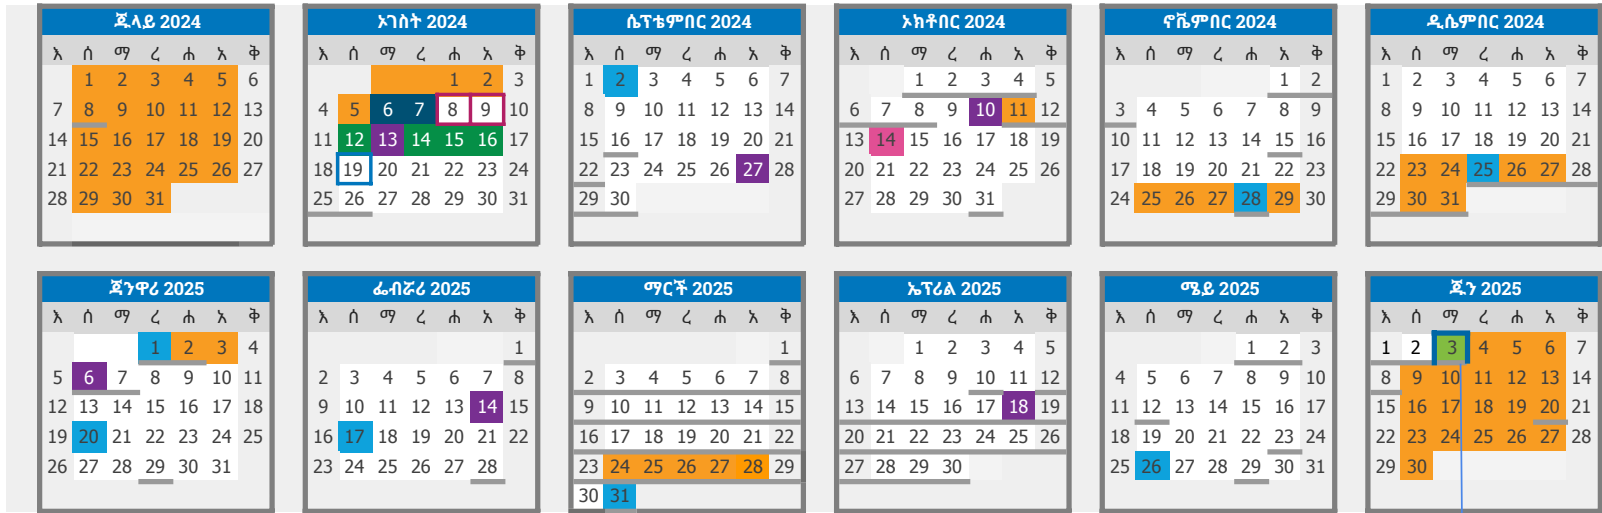 ጁላይ 2024
እ ሰ ማ ረ ሐ አ ቅ
1 2 3 4 5 6
7 8 9 10 11 12 13
14 15 16 17 18 19 20
21 22 23 24 25 26 27
28 29 30 31
ኦገስት 2024
እ ሰ ማ ረ ሐ አ ቅ
1 2 3
4 5 6 7 8 9 10
11 12 13 14 15 16 17
18 19 20 21 22 23 24
25 26 27 28 29 30 31
ሴፕቴምበር 2024
እ ሰ ማ ረ ሐ አ ቅ
1 2 3 4 5 6 7
8 9 10 11 12 13 14
15 16 17 18 19 20 21
22 23 24 25 26 27 28
29 30
ኦክቶበር 2024
እ ሰ ማ ረ ሐ አ ቅ
1 2 3 4 5
6 7 8 9 10 11 12
13 14 15 16 17 18 19
20 21 22 23 24 25 26
27 28 29 30 31
ኖቬምበር 2024
እ ሰ ማ ረ ሐ አ ቅ
1 2
3 4 5 6 7 8 9
10 11 12 13 14 15 16
17 18 19 20 21 22 23
24 25 26 27 28 29 30
ዲሴምበር 2024
እ ሰ ማ ረ ሐ አ ቅ
1 2 3 4 5 6 7
8 9 10 11 12 13 14
15 16 17 18 19 20 21
22 23 24 25 26 27 28
29 30 31
ጃንዋሪ 2025
እ ሰ ማ ረ ሐ አ ቅ
1 2 3 4
5 6 7 8 9 10 11
12 13 14 15 16 17 18
19 20 21 22 23 24 25
26 27 28 29 30 31
ፌብሯሪ 2025
እ ሰ ማ ረ ሐ አ ቅ
1
2 3 4 5 6 7 8
9 10 11 12 13 14 15
16 17 18 19 20 21 22
23 24 25 26 27 28
ማርች 2025
እ ሰ ማ ረ ሐ አ ቅ
1
2 3 4 5 6 7 8
9 10 11 12 13 14 15
16 17 18 19 20 21 22
23 24 25 26 27 28 29
30 31
ኤፕሪል 2025
እ ሰ ማ ረ ሐ አ ቅ
1 2 3 4 5
6 7 8 9 10 11 12
13 14 15 16 17 18 19
20 21 22 23 24 25 26
27 28 29 30
ሜይ 2025
እ ሰ ማ ረ ሐ አ ቅ
1 2 3
4 5 6 7 8 9 10
11 12 13 14 15 16 17
18 19 20 21 22 23 24
25 26 27 28 29 30 31
ጁን 2025
እ ሰ ማ ረ ሐ አ ቅ
1 2 3 4 5 6 7
8 9 10 11 12 13 14
15 16 17 18 19 20 21
22 23 24 25 26 27 28
29 30